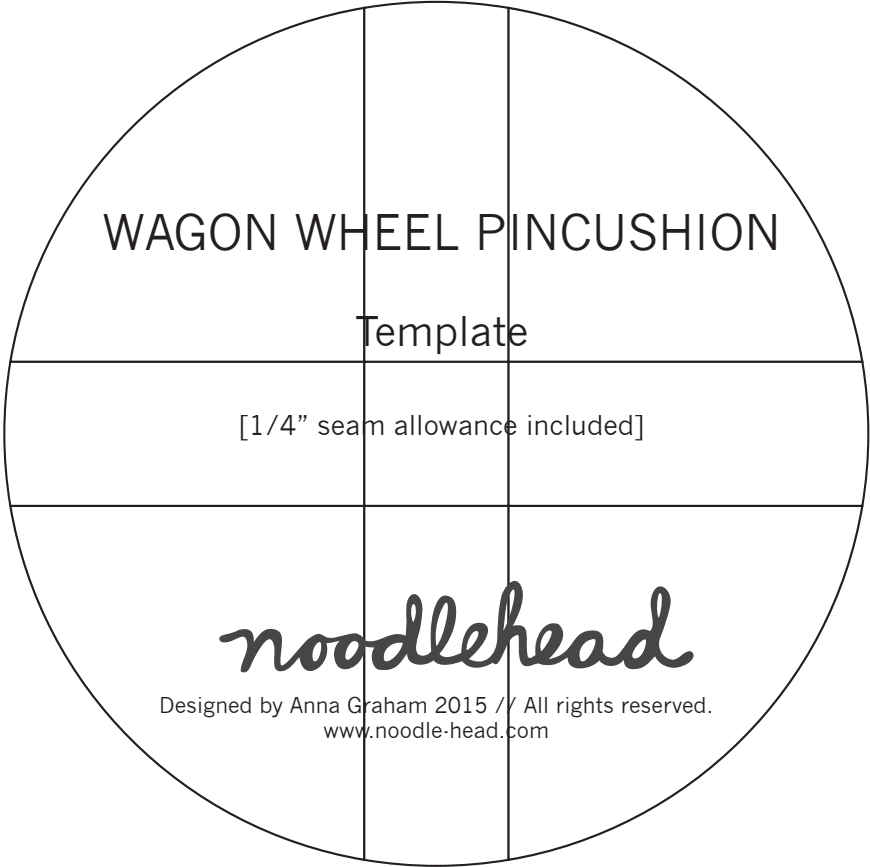 WAGON WHEEL PINCUSHION
Template
[1/4” seam allowance included]
noodlehead
Designed by Anna Graham 2015 // All rights reserved.
www.noodle-head.com